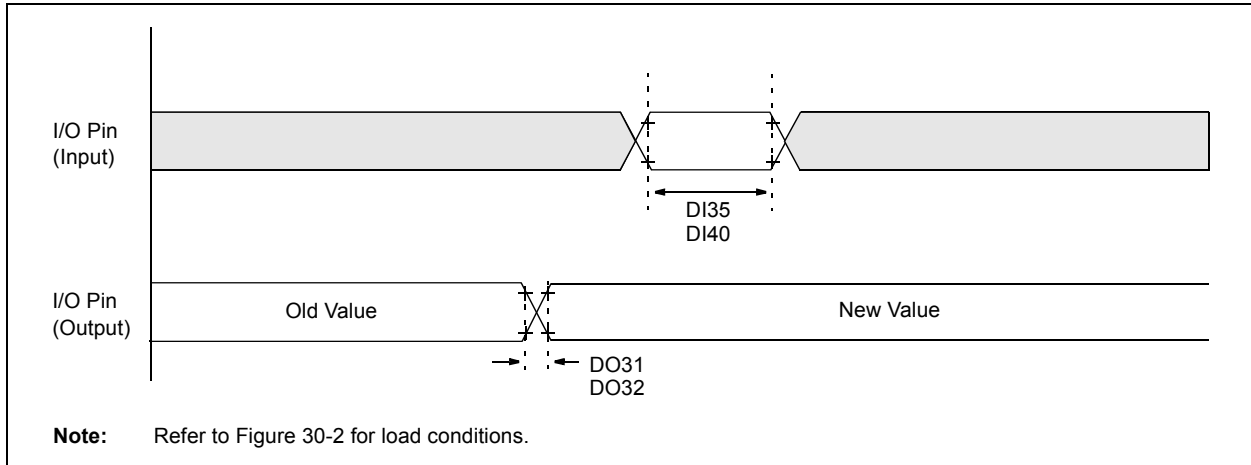 I/O Pin
(Input)
DI35
DI40
I/O Pin
(Output)
Old Value
New Value
DO31
DO32
Note: Refer to Figure 30-2 for load conditions.